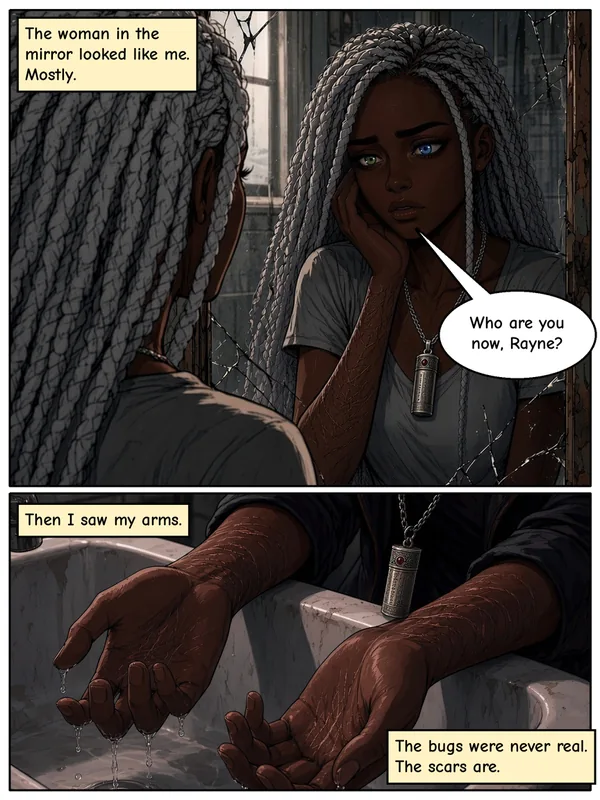 The woman in the
mirror looked like me.
Mostly.
Who are you
now, Rayne?
Then I saw my arms.
The bugs were never real.
The scars are.